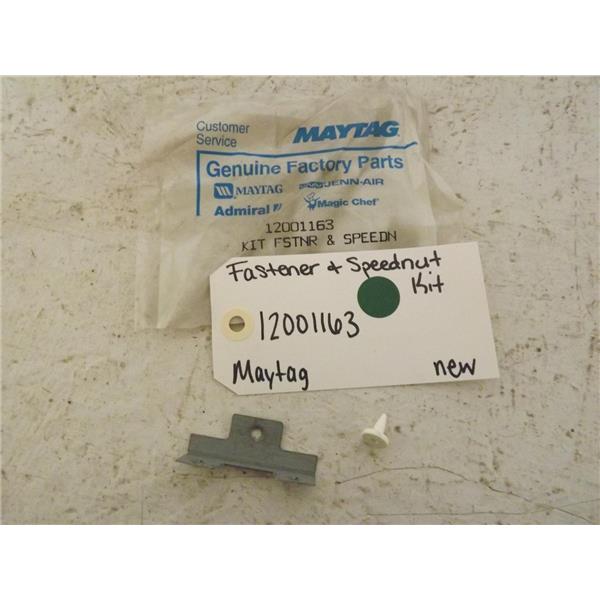 Customer
Service
MAYTAG
Genuine Factory Parts
MAYTAG
JENN-AIR
Admiral
Magic Chef
12001163
KIT FSTNR & SPEEDN
Fastener & Speednut
Kit
12001163
Maytag
new